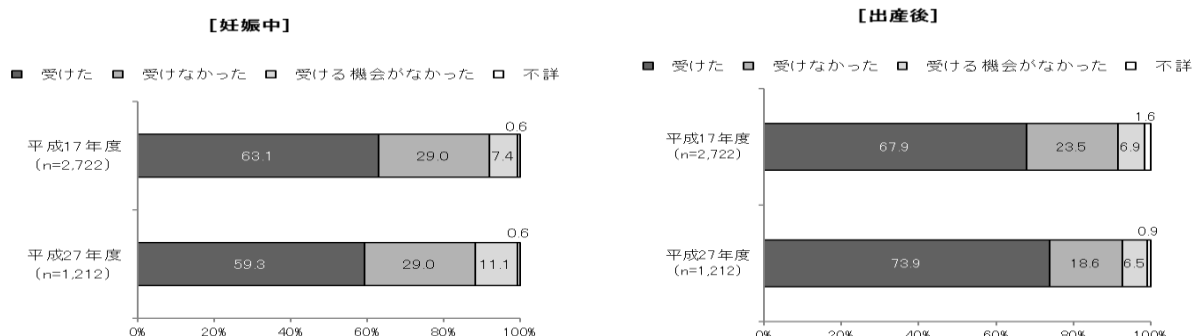 [妊娠中]
■ 受けた ■ 受けなかった □ 受ける機会がなかった □ 不詳
0.6
平成17年度
(n=2,722)
63.1 29.0 7.4
0.6
平成27年度
(n=1,212)
59.3 29.0 11.1
0% 20% 40% 60% 80% 100%
[出産後]
■ 受けた ■ 受けなかった □ 受ける機会がなかった □ 不詳
1.6
平成17年度
(n=2,722)
67.9 23.5 6.9
0.9
平成27年度
(n=1,212)
73.9 18.6 6.5
0% 20% 40% 60% 80% 100%